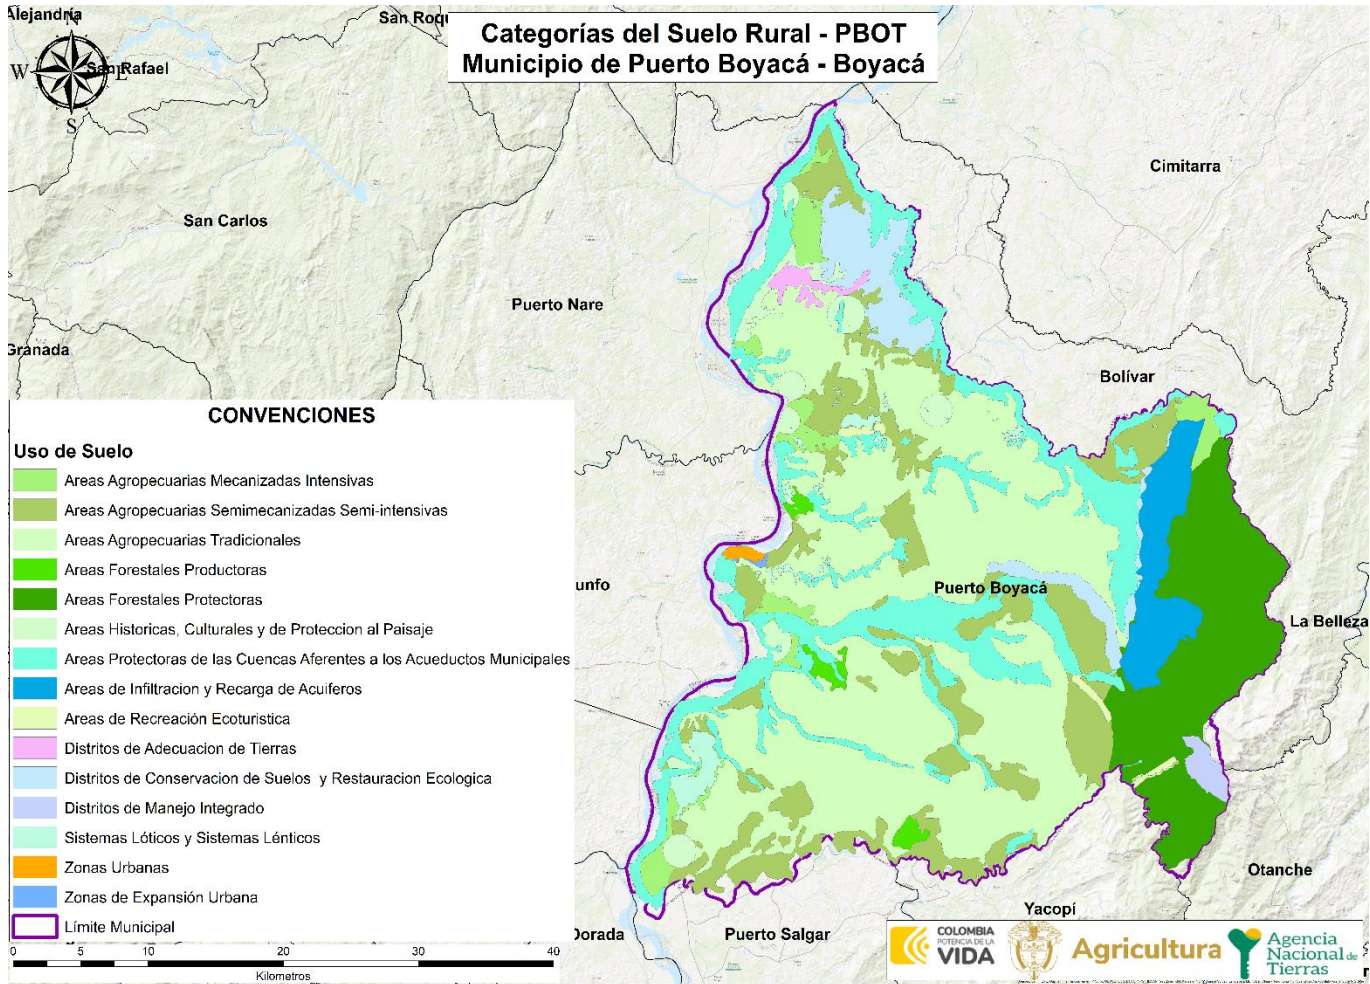 Alejandría
San Roqu
Categorías del Suelo Rural - PBOT
Municipio de Puerto Boyacá - Boyacá
N
W
E
S
San Rafael
Cimitarra
San Carlos
Puerto Nare
Granada
Bolívar
CONVENCIONES
Uso de Suelo
Areas Agropecuarias Mecanizadas Intensivas
Areas Agropecuarias Semimecanizadas Semi-intensivas
Areas Agropecuarias Tradicionales
Areas Forestales Productoras
Areas Forestales Protectoras
Areas Historicas, Culturales y de Proteccion al Paisaje
Areas Protectoras de las Cuencas Aferentes a los Acueductos Municipales
Areas de Infiltracion y Recarga de Acuiferos
Areas de Recreación Ecoturistica
Distritos de Adecuacion de Tierras
Distritos de Conservacion de Suelos y Restauracion Ecologica
Distritos de Manejo Integrado
Sistemas Lóticos y Sistemas Lénticos
Zonas Urbanas
Zonas de Expansión Urbana
Límite Municipal
unfo
Puerto Boyacá
La Belleza
Otanche
Yacopí
Dorada
Puerto Salgar
0 5 10 20 30 40
Kilometros
COLOMBIA
POTENCIA DE LA
VIDA
Agricultura
Agencia
Nacional de
Tierras